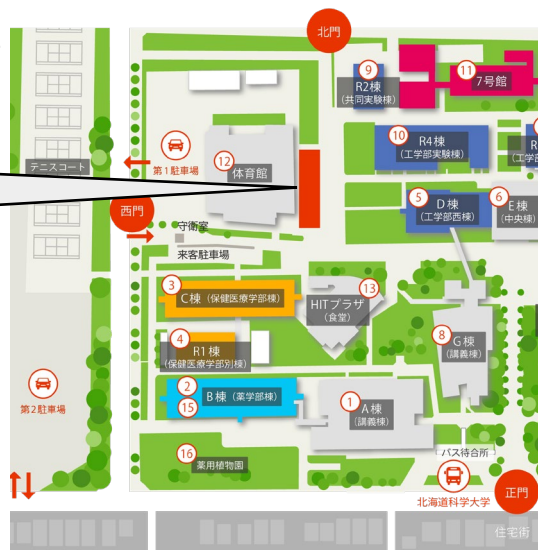 北門
9
R2棟
(共同実験棟)
11
7号館
10
R4棟
(工学部実験棟)
テニスコート
第1駐車場
12
体育館
5
D棟
(工学部西棟)
6
E棟
(中央棟)
西門
守衛室
来客駐車場
3
C棟(保健医療学部棟)
13
HITプラザ
(食堂)
4
R1棟
(保健医療学部別棟)
8
G棟
(講義棟)
2
15
B棟(薬学部棟)
1
A棟
(講義棟)
第2駐車場
16
薬用植物園
バス待合所
北海道科学大学
正門
住宅街